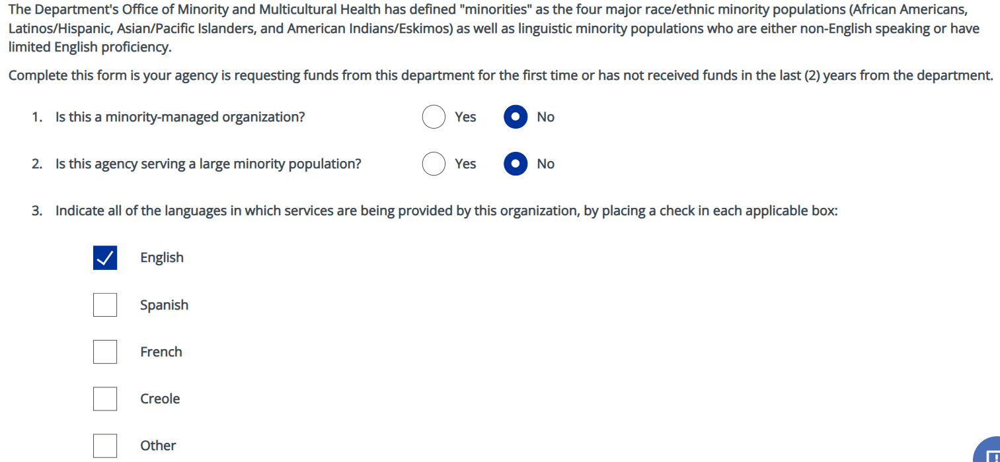 The Department's Office of Minority and Multicultural Health has defined "minorities" as the four major race/ethnic minority populations (African Americans,
Latinos/Hispanic, Asian/Pacific Islanders, and American Indians/Eskimos) as well as linguistic minority populations who are either non-English speaking or have
limited English proficiency.
Complete this form is your agency is requesting funds from this department for the first time or has not received funds in the last (2) years from the department.
1. Is this a minority-managed organization? Yes No
2. Is this agency serving a large minority population? Yes No
3. Indicate all of the languages in which services are being provided by this organization, by placing a check in each applicable box:
English
Spanish
French
Creole
Other